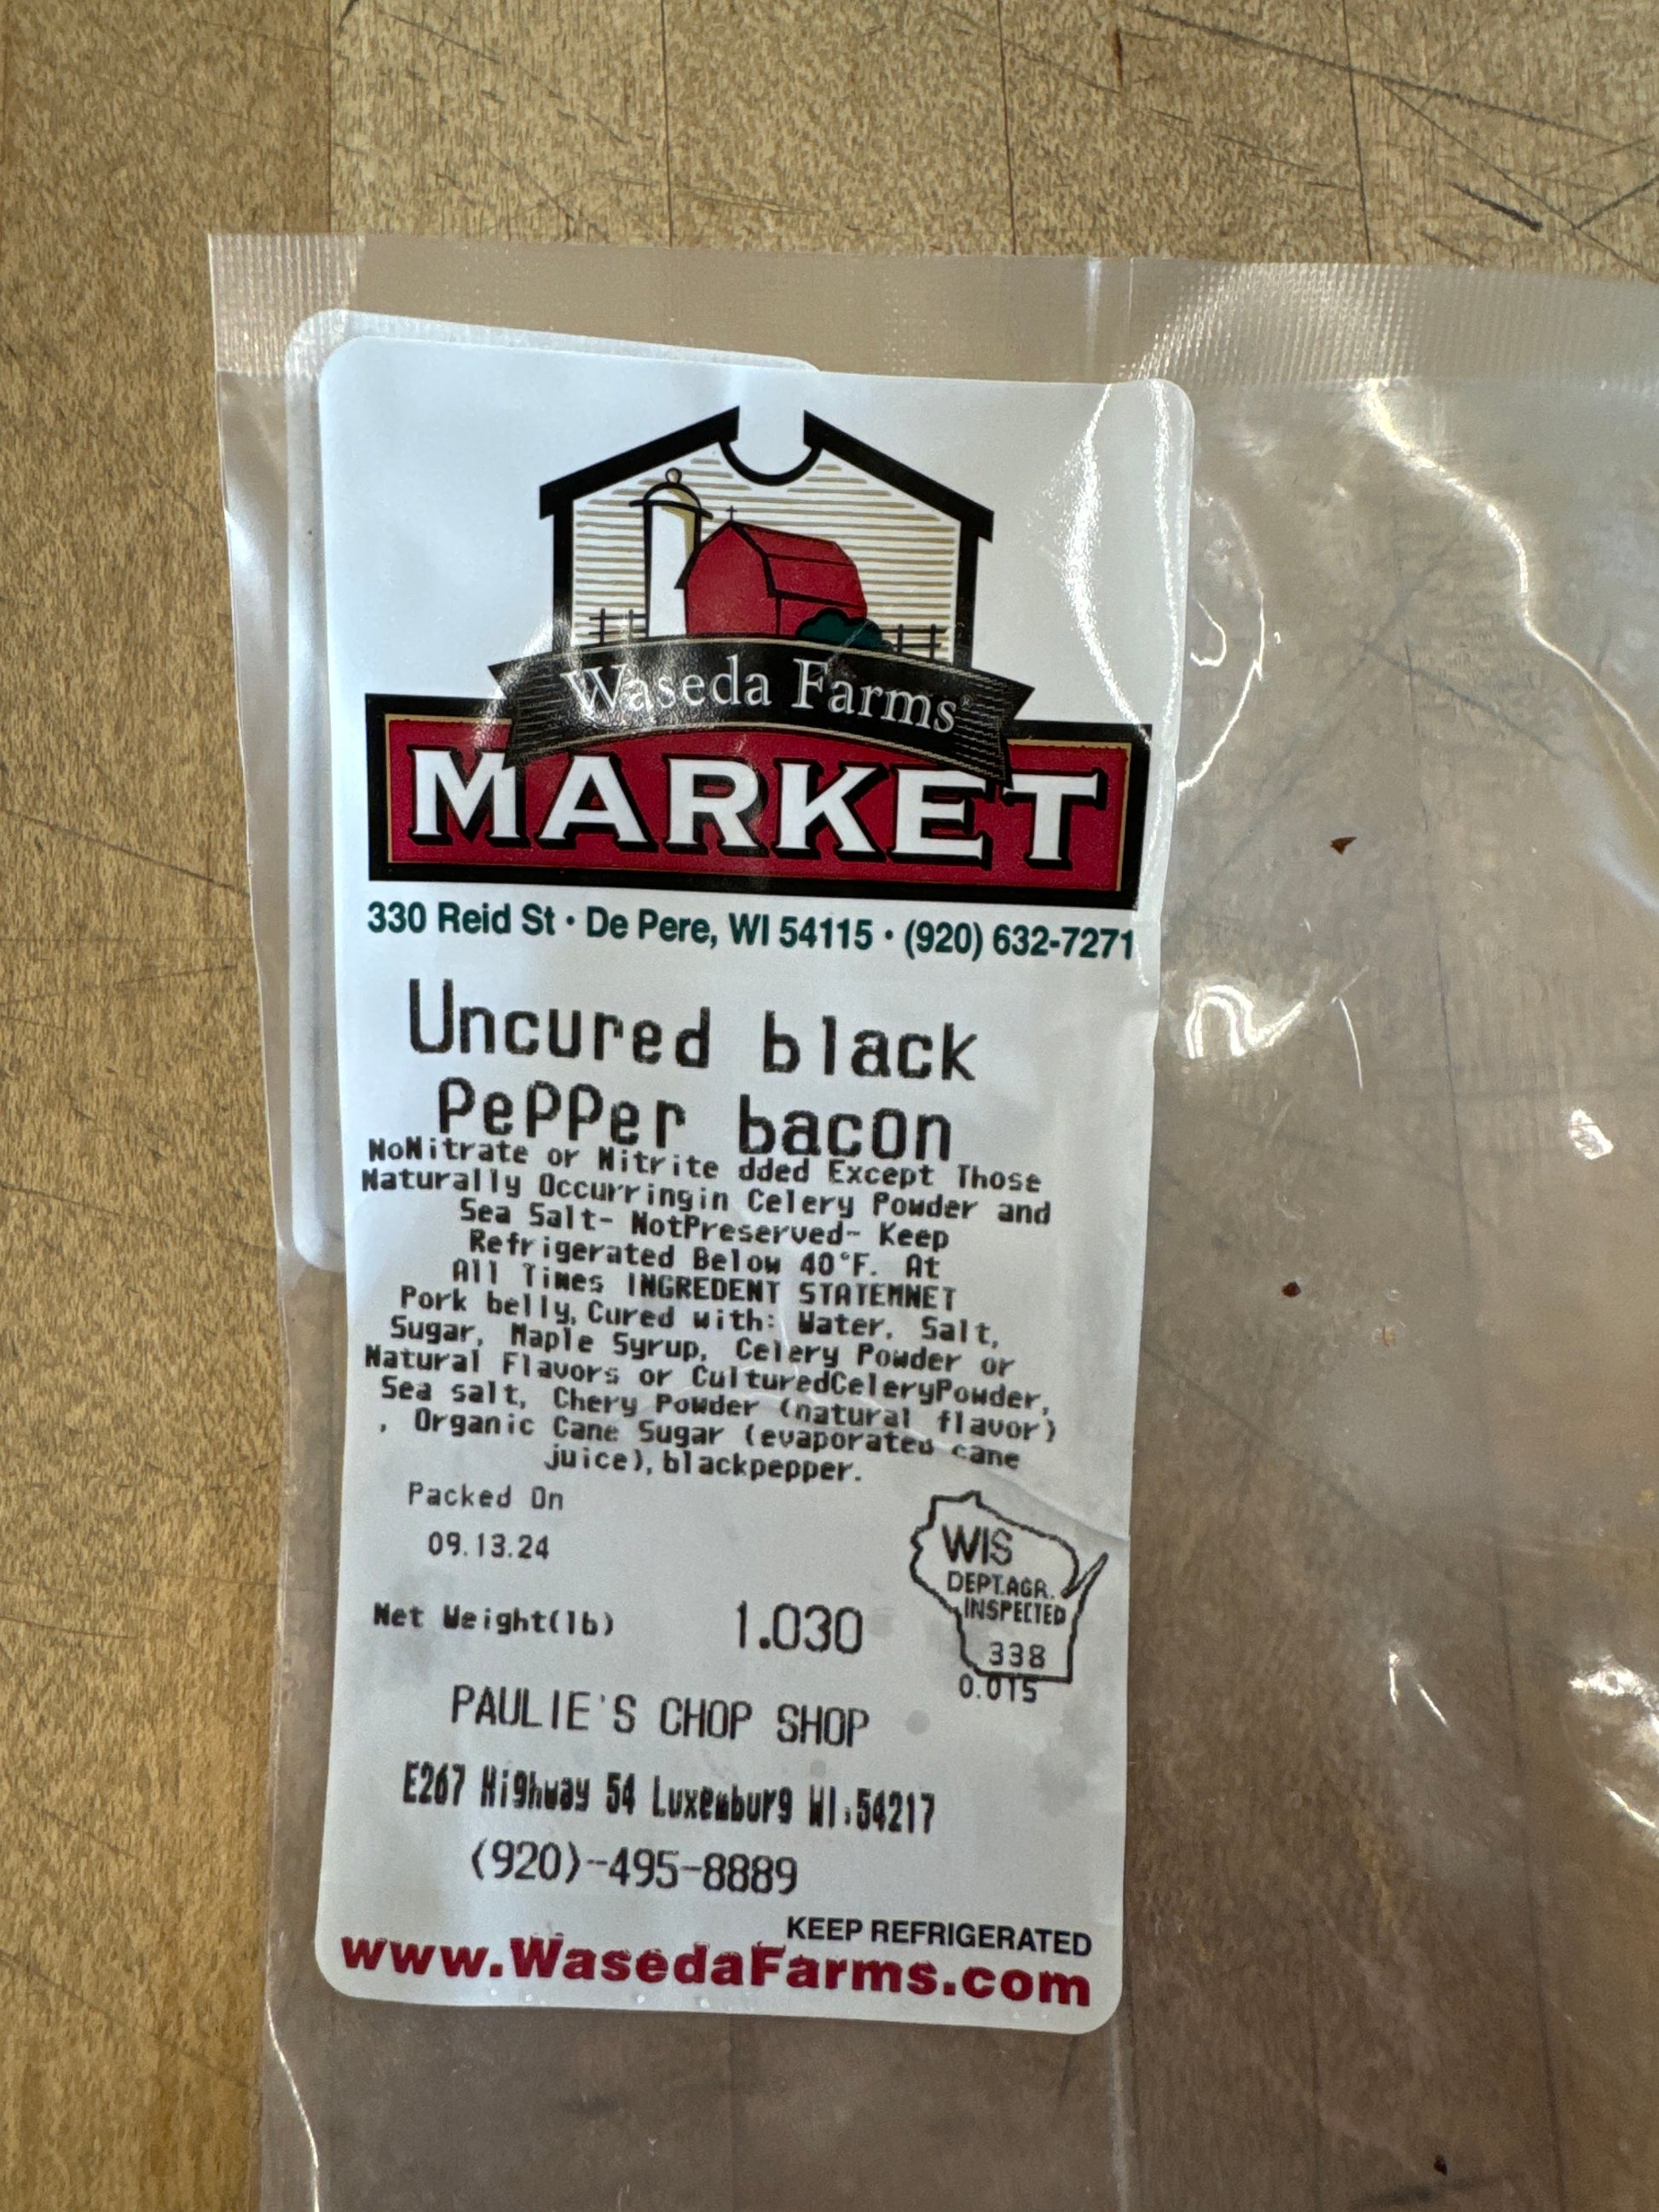 Waseda Farms®
MARKET
330 Reid St • De Pere, WI 54115 • (920) 632-7271
Uncured black
PePPer bacon
NoNitrate or Nitrite dded Except Those
Naturally Occurringin Celery Powder and
Sea Salt- NotPreserved- Keep
Refrigerated Below 40°F. At
All Times INGREDENT STATEMNET
Pork belly, Cured with: Water, Salt,
Sugar, Maple Syrup, Celery Powder or
Natural Flavors or CulturedCeleryPowder,
Sea salt, Chery Powder (natural flavor)
, Organic Cane Sugar (evaporated cane
juice), blackpepper.
Packed On
09.13.24
WIS
DEPT.AGR.
INSPECTED
338
Net Weight(lb) 1.030
0.015
PAULIE'S CHOP SHOP
E267 Highway 54 Luxemburg WI,54217
(920)-495-8889
KEEP REFRIGERATED
www.WasedaFarms.com